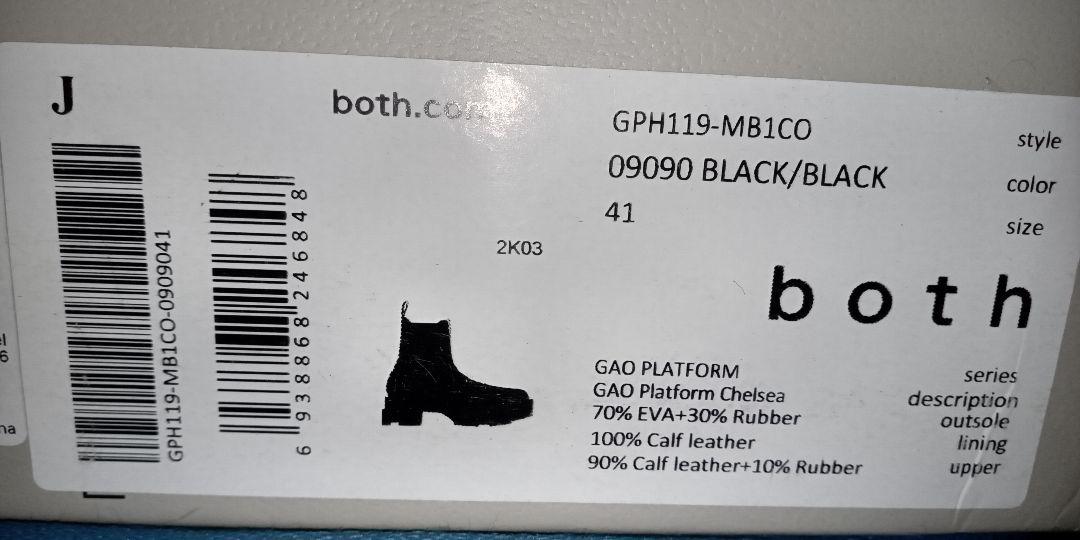 J
both.com
GPH119-MB1CO style
09090 BLACK/BLACK color
41 size
2K03
both
GPH119-MB1CO-0909041
6 938868 246848
GAO PLATFORM series
GAO Platform Chelsea description
70% EVA+30% Rubber outsole
100% Calf leather lining
90% Calf leather+10% Rubber upper
6